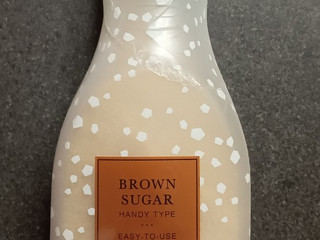 BROWN
SUGAR
HANDY TYPE
EASY-TO-USE